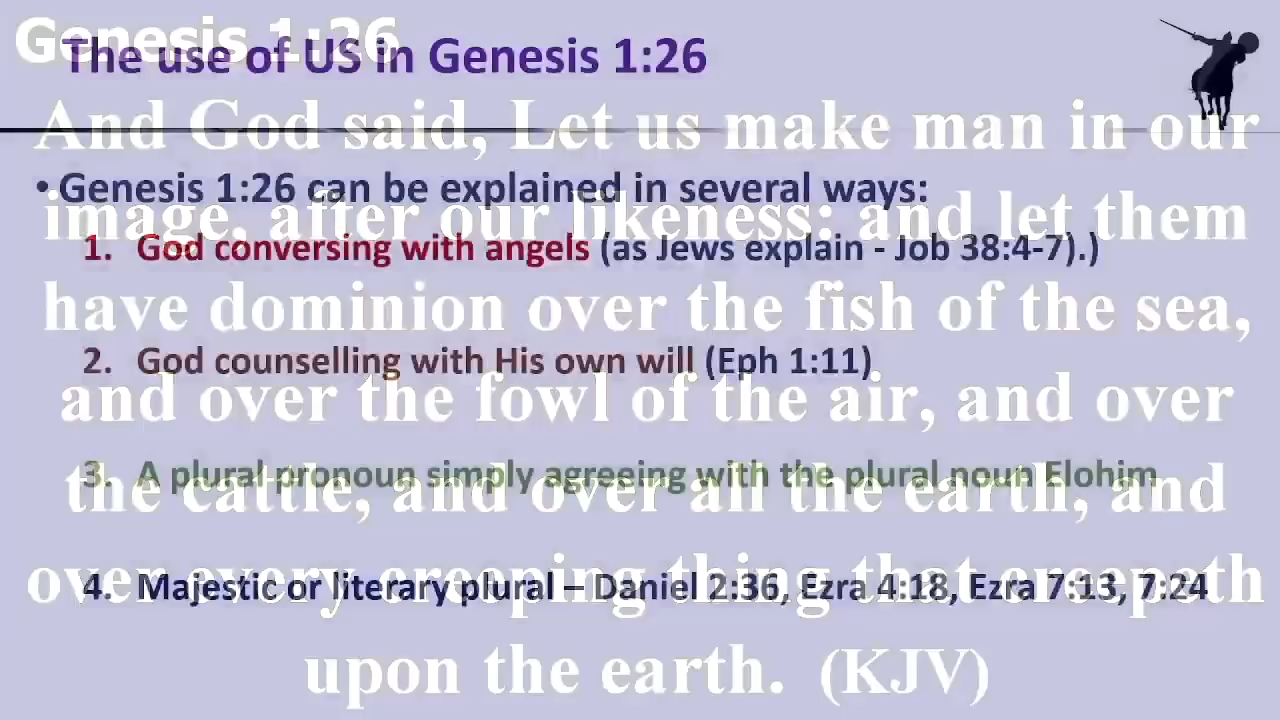 Genesis 1:26
The use of US in Genesis 1:26
And God said, Let us make man in our
• Genesis 1:26 can be explained in several ways:
image, after our likeness: and let them
1. God conversing with angels (as Jews explain - Job 38:4-7).)
have dominion over the fish of the sea,
2. God counselling with His own will (Eph 1:11)
and over the fowl of the air, and over
3. A plural pronoun simply agreeing with the plural noun Elohim
the cattle, and over all the earth, and
4. Majestic or literary plural – Daniel 2:36, Ezra 4:18, Ezra 7:13, 7:24
over every creeping thing that creepeth
upon the earth. (KJV)